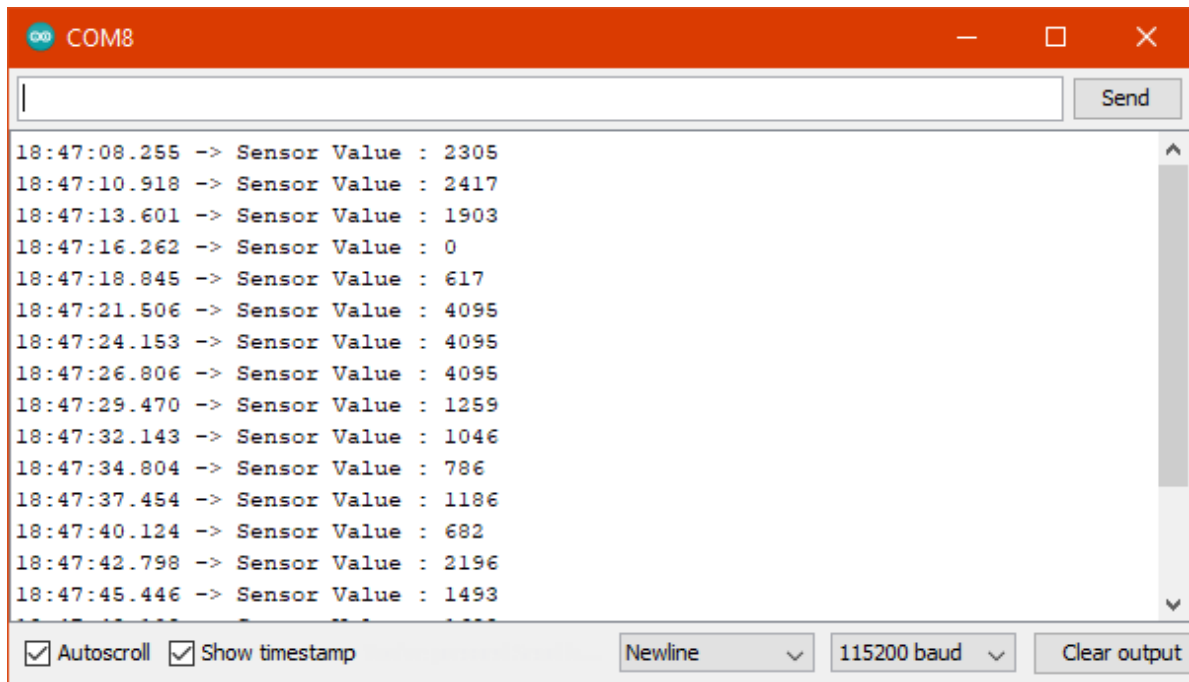 COM8
Send
18:47:08.255 -> Sensor Value : 2305
18:47:10.918 -> Sensor Value : 2417
18:47:13.601 -> Sensor Value : 1903
18:47:16.262 -> Sensor Value : 0
18:47:18.845 -> Sensor Value : 617
18:47:21.506 -> Sensor Value : 4095
18:47:24.153 -> Sensor Value : 4095
18:47:26.806 -> Sensor Value : 4095
18:47:29.470 -> Sensor Value : 1259
18:47:32.143 -> Sensor Value : 1046
18:47:34.804 -> Sensor Value : 786
18:47:37.454 -> Sensor Value : 1186
18:47:40.124 -> Sensor Value : 682
18:47:42.798 -> Sensor Value : 2196
18:47:45.446 -> Sensor Value : 1493
Autoscroll Show timestamp Newline 115200 baud Clear output